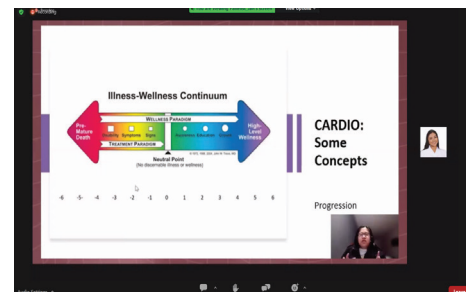 Illness-Wellness Continuum
WELLNESS PARADIGM
Pre-
Mature
Death
High-
Level
Wellness
Disability Symptoms Signs
Awareness Education Growth
TREATMENT PARADIGM
Neutral Point
(No discernable illness or wellness)
-6 -5 -4 -3 -2 -1 0 1 2 3 4 5 6
CARDIO:
Some
Concepts
Progression